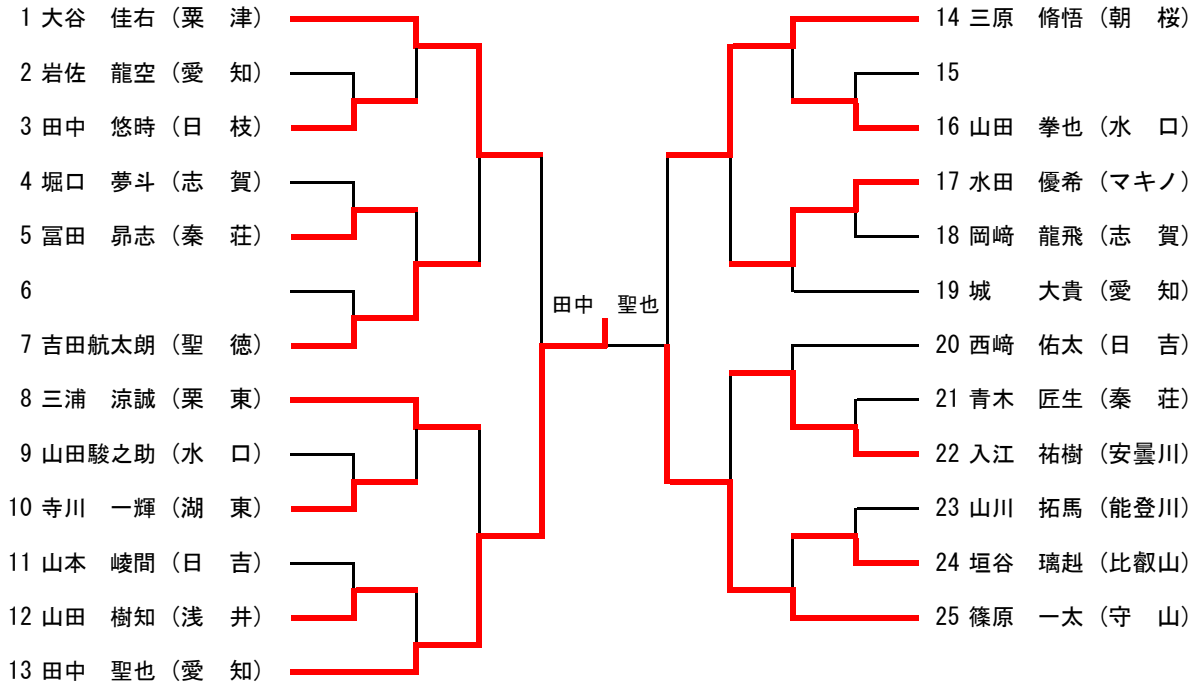 1 大谷　佳右（粟　津）
2 岩佐　龍空（愛　知）
3 田中　悠時（日　枝）
4 堀口　夢斗（志　賀）
5 冨田　昴志（秦　荘）
6
7 吉田航太朗（聖　徳）
8 三浦　涼誠（栗　東）
9 山田駿之助（水　口）
10 寺川　一輝（湖　東）
11 山本　崚間（日　吉）
12 山田　樹知（浅　井）
13 田中　聖也（愛　知）
田中　聖也
14 三原　脩悟（朝　桜）
15
16 山田　拳也（水　口）
17 水田　優希（マキノ）
18 岡﨑　龍飛（志　賀）
19 城　　大貴（愛　知）
20 西﨑　佑太（日　吉）
21 青木　匠生（秦　荘）
22 入江　祐樹（安曇川）
23 山川　拓馬（能登川）
24 垣谷　璃赳（比叡山）
25 篠原　一太（守　山）